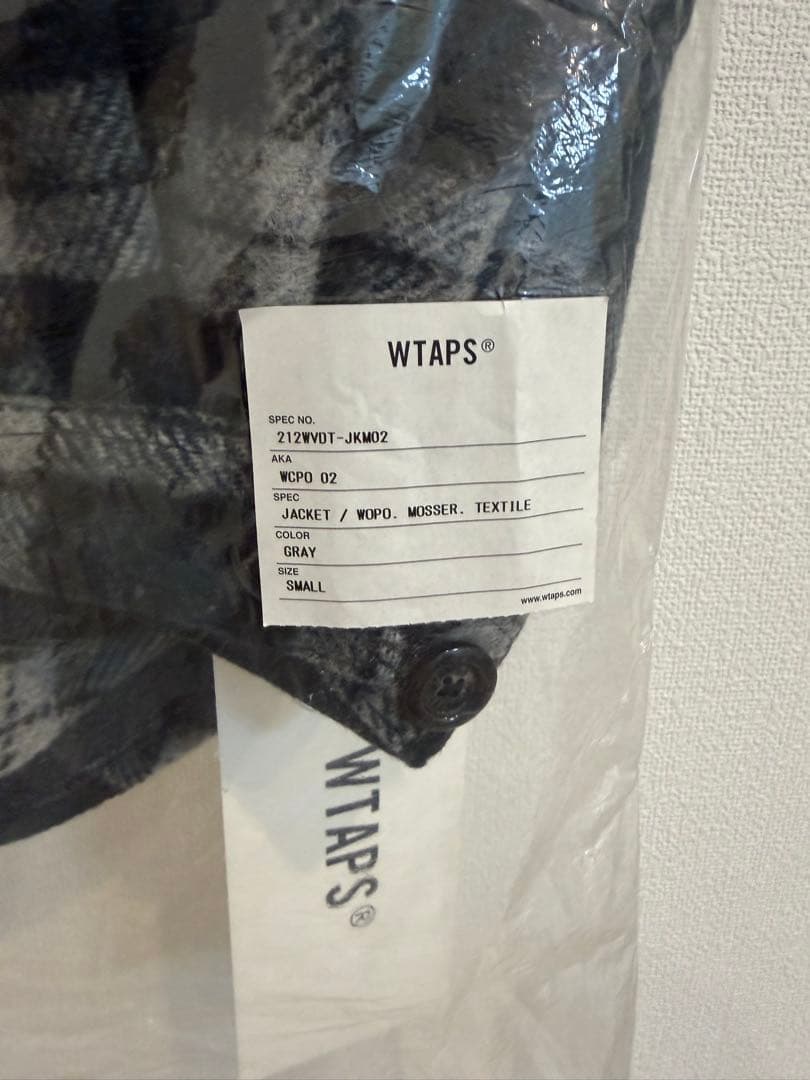 WTAPS®
SPEC NO.
212WVDT-JKM02
AKA
WCPO 02
SPEC
JACKET / WOPO. MOSSER. TEXTILE
COLOR
GRAY
SIZE
SMALL
www.wtaps.com
WTAPS®